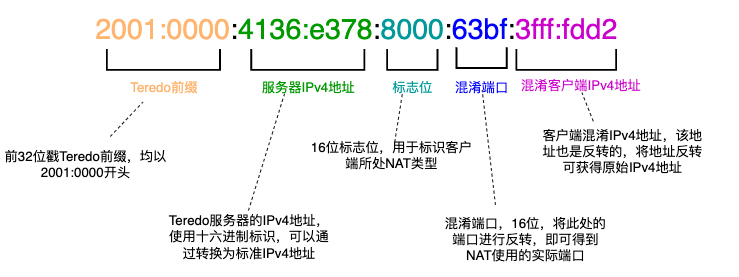 2001:0000:4136:e378:8000:63bf:3fff:fdd2
Teredo前缀
服务器IPv4地址
标志位
混淆端口
混淆客户端IPv4地址
前32位戳Teredo前缀，均以
2001:0000开头
16位标志位，用于标识客户
端所处NAT类型
客户端混淆IPv4地址，该地
址也是反转的，将地址反转
可获得原始IPv4地址
Teredo服务器的IPv4地址，
使用十六进制标识，可以通
过转换为标准IPv4地址
混淆端口，16位，将此处的
端口进行反转，即可得到
NAT使用的实际端口